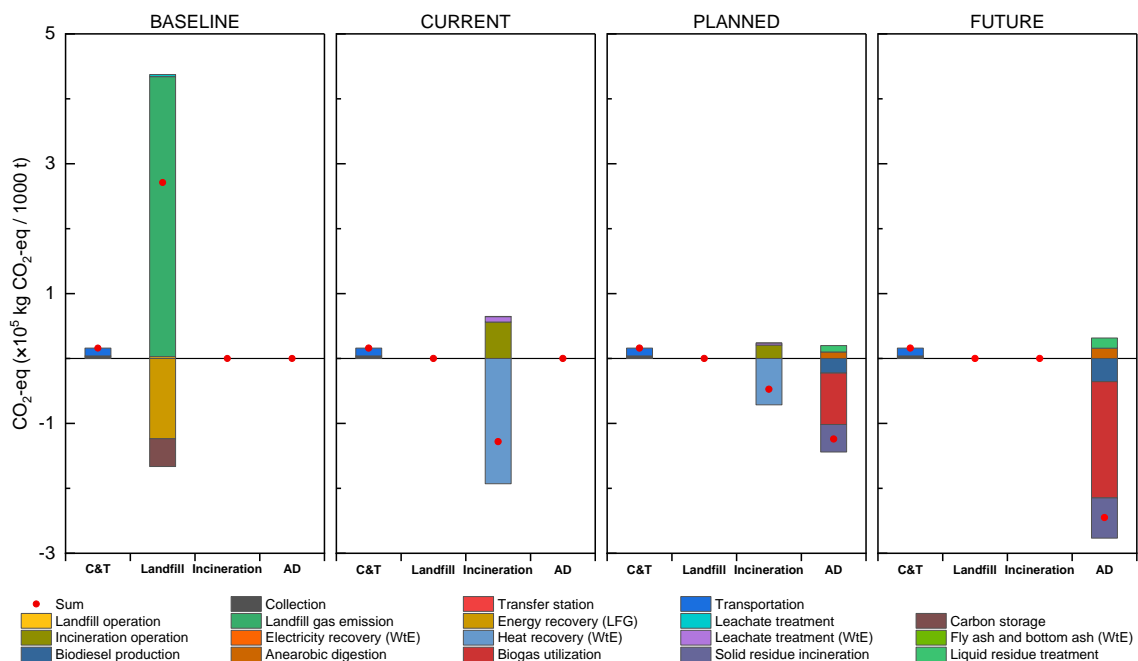 BASELINE CURRENT PLANNED FUTURE
CO₂-eq (×10⁵ kg CO₂-eq / 1000 t)
5
3
1
-1
-3
C&T Landfill Incineration AD C&T Landfill Incineration AD C&T Landfill Incineration AD C&T Landfill Incineration AD
Sum Collection Transfer station Transportation
Landfill operation Landfill gas emission Energy recovery (LFG) Leachate treatment Carbon storage
Incineration operation Electricity recovery (WtE) Heat recovery (WtE) Leachate treatment (WtE) Fly ash and bottom ash (WtE)
Biodiesel production Anearobic digestion Biogas utilization Solid residue incineration Liquid residue treatment